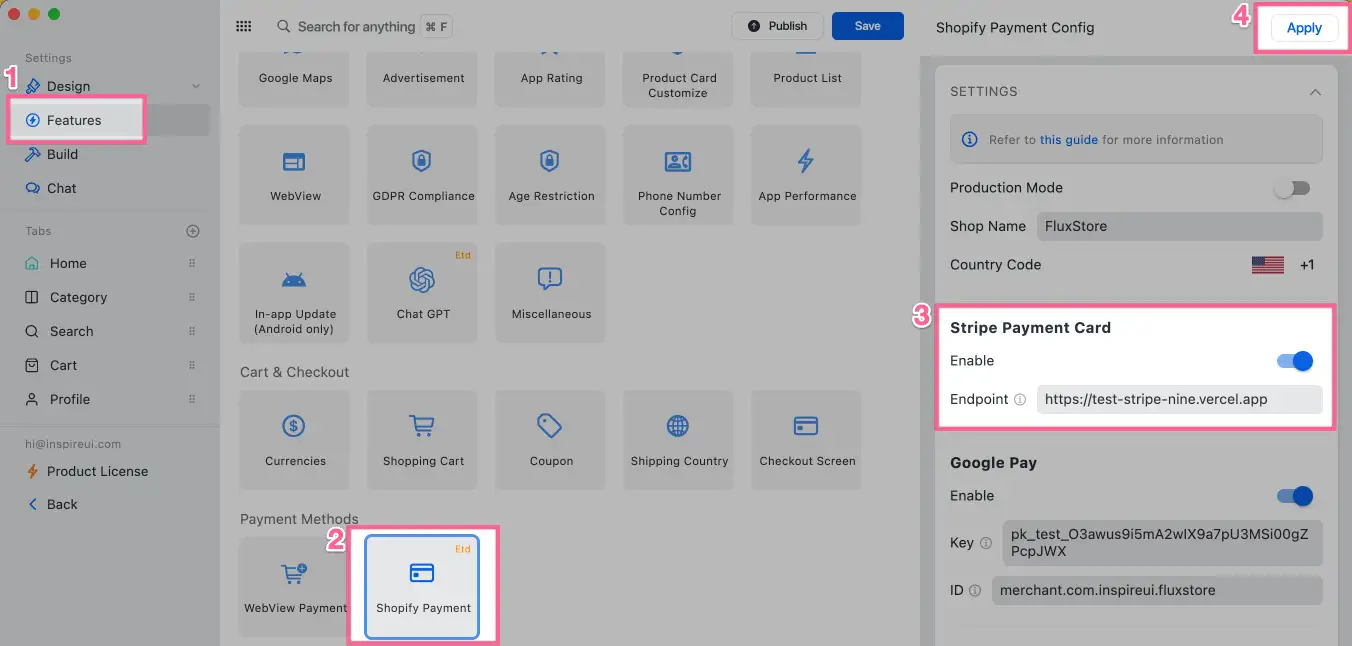 1
Settings
Design
Features
Build
Chat
Tabs
Home
Category
Search
Cart
Profile
hi@inspireui.com
Product License
Back
Search for anything ⌘ F
Publish
Save
Google Maps
Advertisement
App Rating
Product Card
Customize
Product List
WebView
GDPR Compliance
Age Restriction
Phone Number
Config
App Performance
In-app Update
(Android only)
Etd
Chat GPT
Miscellaneous
Cart & Checkout
Currencies
Shopping Cart
Coupon
Shipping Country
Checkout Screen
Payment Methods
WebView Payment
2
Etd
Shopify Payment
Shopify Payment Config
4
Apply
SETTINGS
Refer to this guide for more information
Production Mode
Shop Name FluxStore
Country Code +1
3
Stripe Payment Card
Enable
Endpoint https://test-stripe-nine.vercel.app
Google Pay
Enable
Key pk_test_O3awus9i5mA2wIX9a7pU3MSi00gZ
PcpJWX
ID merchant.com.inspireui.fluxstore